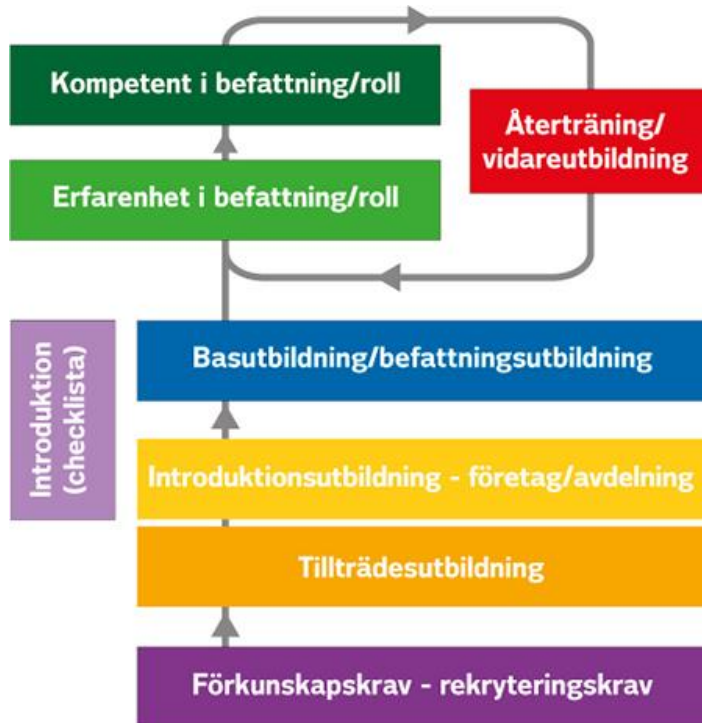 Kompetent i befattning/roll
Återträning/
vidareutbildning
Erfarenhet i befattning/roll
Introduktion
(checklista)
Basutbildning/befattningsutbildning
Introduktionsutbildning - företag/avdelning
Tillträdesutbildning
Förkunskapskrav - rekryteringskrav